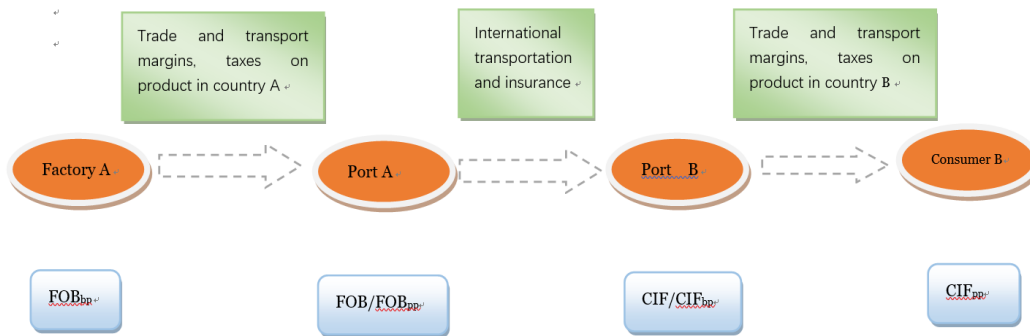 Trade and transport
margins, taxes on
product in country A
International
transportation
and insurance
Trade and transport
margins, taxes on
product in country B
Factory A
Port A
Port B
Consumer B
FOBbp
FOB/FOBpp
CIF/CIFbp
CIFpp